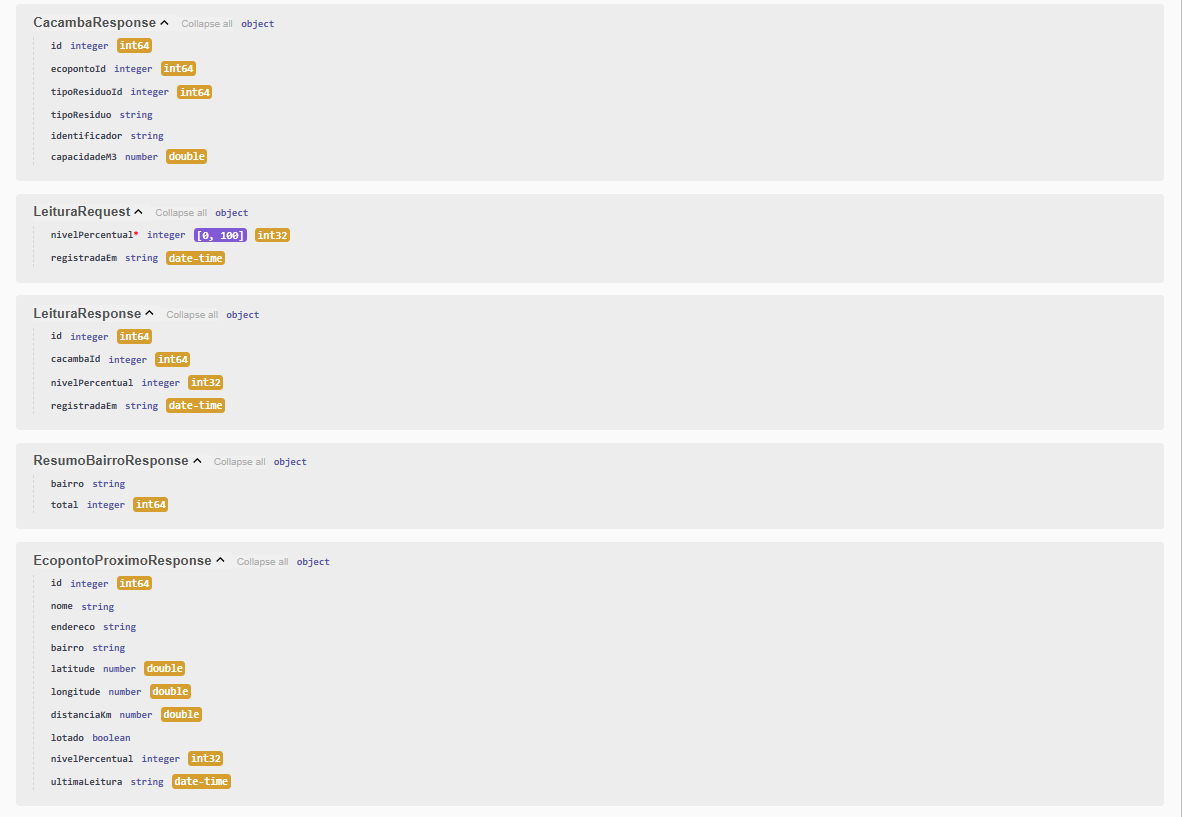 CacambaResponse Collapse all object
id integer int64
ecopontoId integer int64
tipoResiduoId integer int64
tipoResiduo string
identificador string
capacidadeM3 number double
LeituraRequest Collapse all object
nivelPercentual* integer [0, 100] int32
registradaEm string date-time
LeituraResponse Collapse all object
id integer int64
cacambaId integer int64
nivelPercentual integer int32
registradaEm string date-time
ResumoBairroResponse Collapse all object
bairro string
total integer int64
EcopontoProximoResponse Collapse all object
id integer int64
nome string
endereco string
bairro string
latitude number double
longitude number double
distanciaKm number double
lotado boolean
nivelPercentual integer int32
ultimaLeitura string date-time